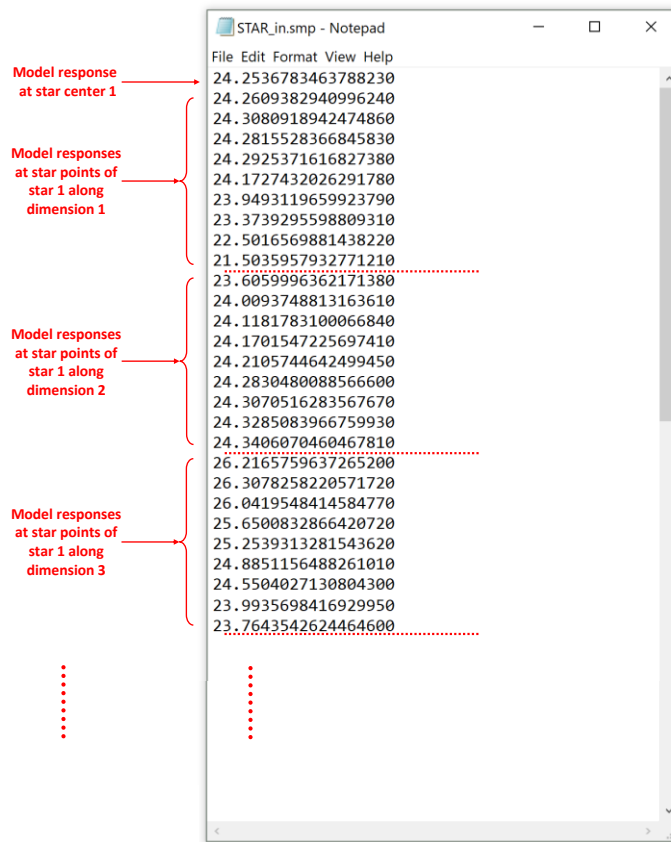 STAR_in.smp - Notepad
File Edit Format View Help
Model response
at star center 1
24.2536783463788230
Model responses
at star points of
star 1 along
dimension 1
24.2609382940996240
24.3080918942474860
24.2815528366845830
24.2925371616827380
24.1727432026291780
23.9493119659923790
23.3739295598809310
22.5016569881438220
21.5035957932771210
Model responses
at star points of
star 1 along
dimension 2
23.6059996362171380
24.0093748813163610
24.1181783100066840
24.1701547225697410
24.2105744642499450
24.2830480088566600
24.3070516283567670
24.3285083966759930
24.3406070460467810
Model responses
at star points of
star 1 along
dimension 3
26.2165759637265200
26.3078258220571720
26.0419548414584770
25.6500832866420720
25.2539313281543620
24.8851156488261010
24.5504027130804300
23.9935698416929950
23.7643542624464600